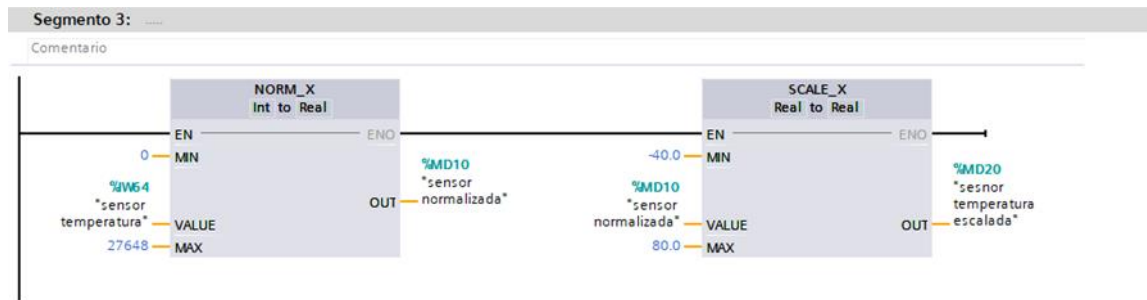 Segmento 3: .....
Comentario
NORM_X
Int to Real
EN
ENO
0
MIN
%IW64
"sensor
temperatura"
VALUE
27648
MAX
OUT
%MD10
"sensor
normalizada"
SCALE_X
Real to Real
EN
ENO
-40.0
MIN
%MD10
"sensor
normalizada"
VALUE
80.0
MAX
OUT
%MD20
"sesnor
temperatura
escalada"